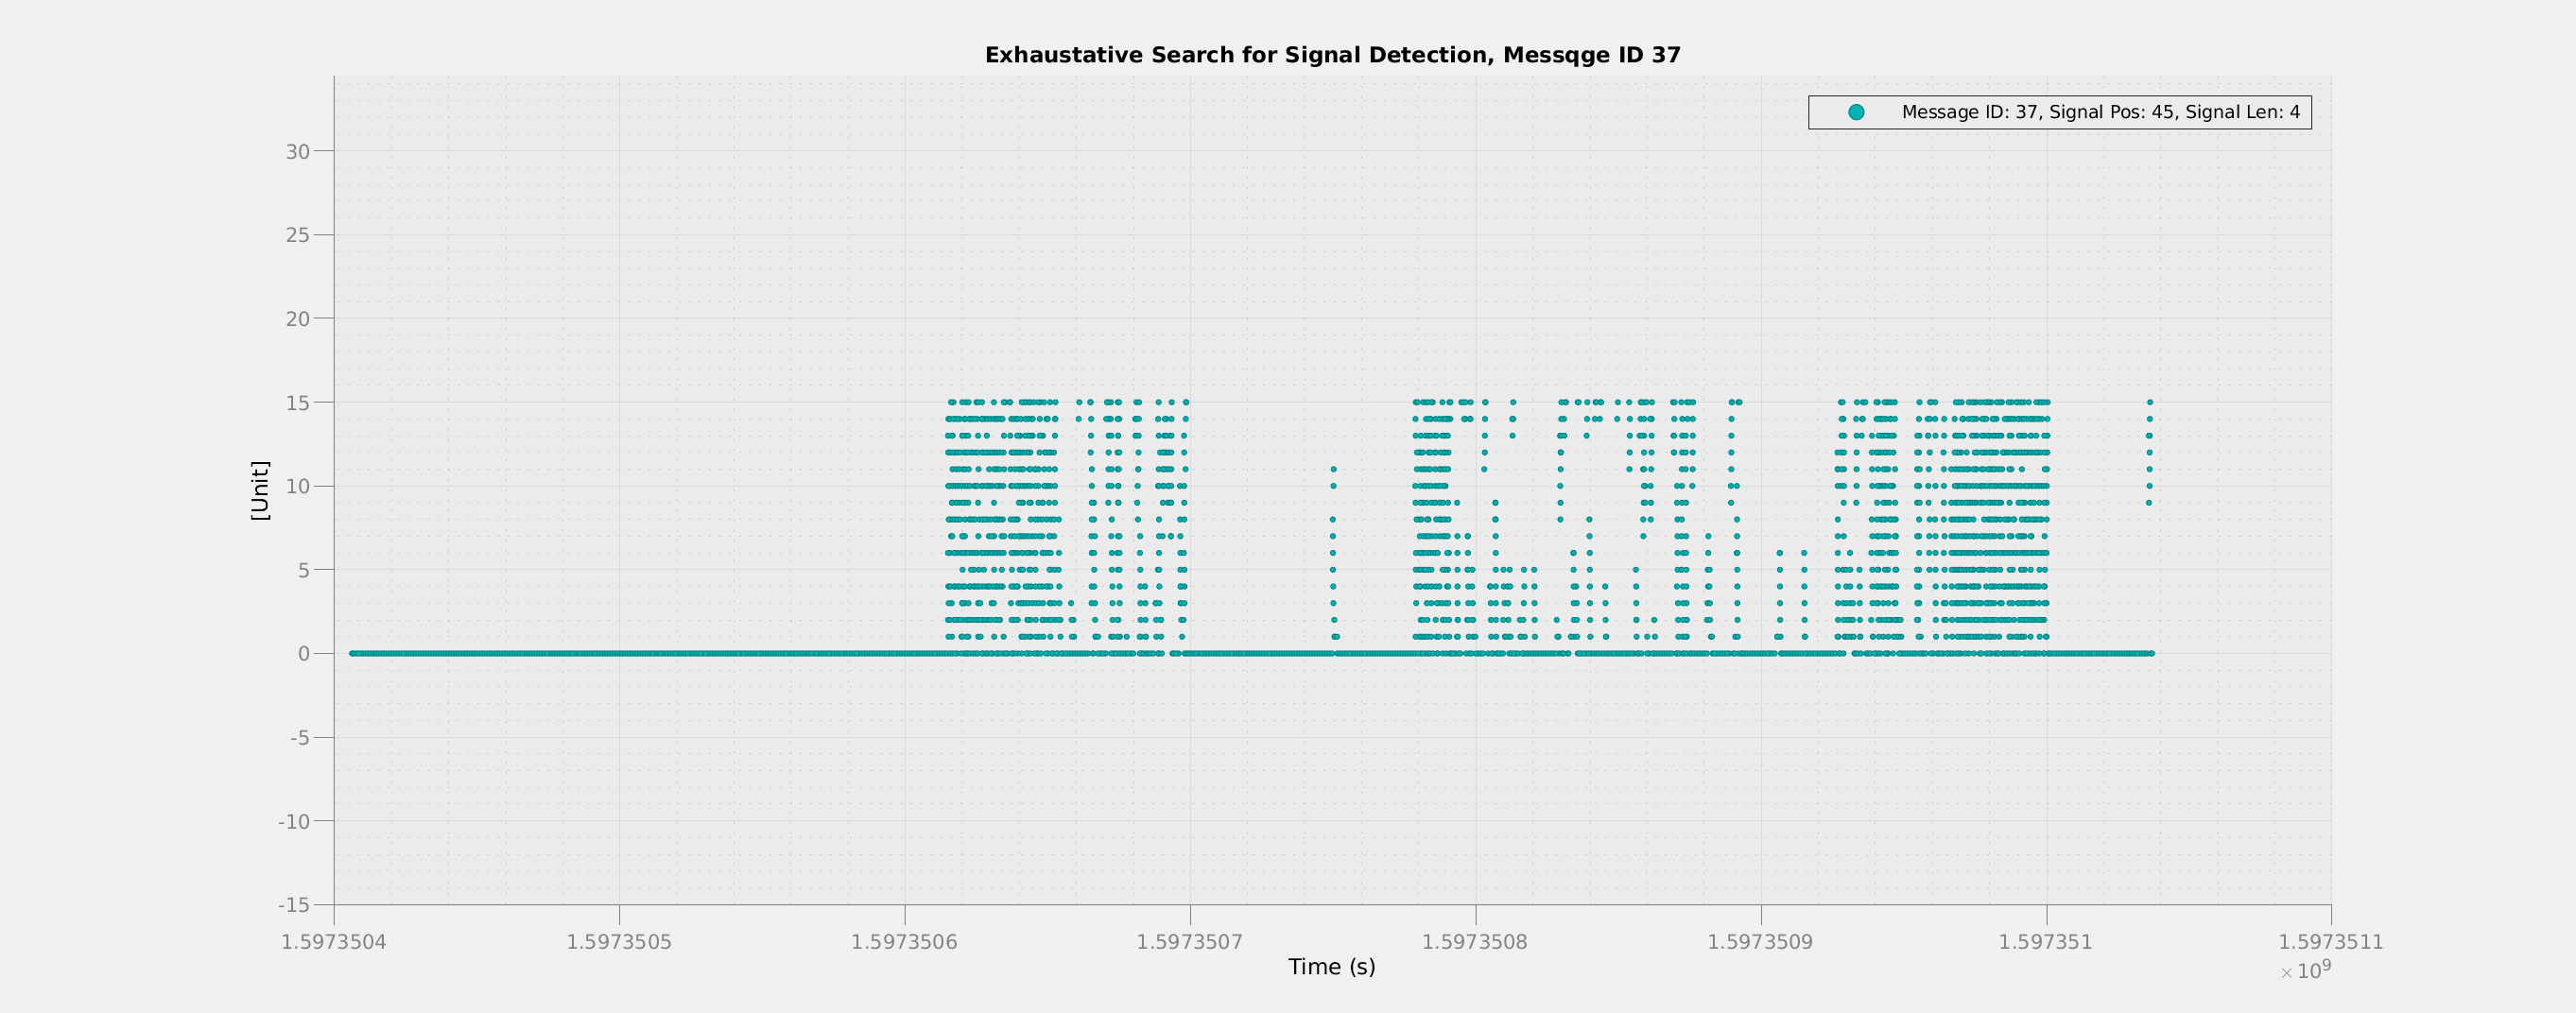 Exhaustative Search for Signal Detection, Messqge ID 37
Message ID: 37, Signal Pos: 45, Signal Len: 4
[Unit]
30
25
20
15
10
5
0
-5
-10
-15
1.5973504 1.5973505 1.5973506 1.5973507 1.5973508 1.5973509 1.597351 1.5973511
Time (s)
× 10⁹